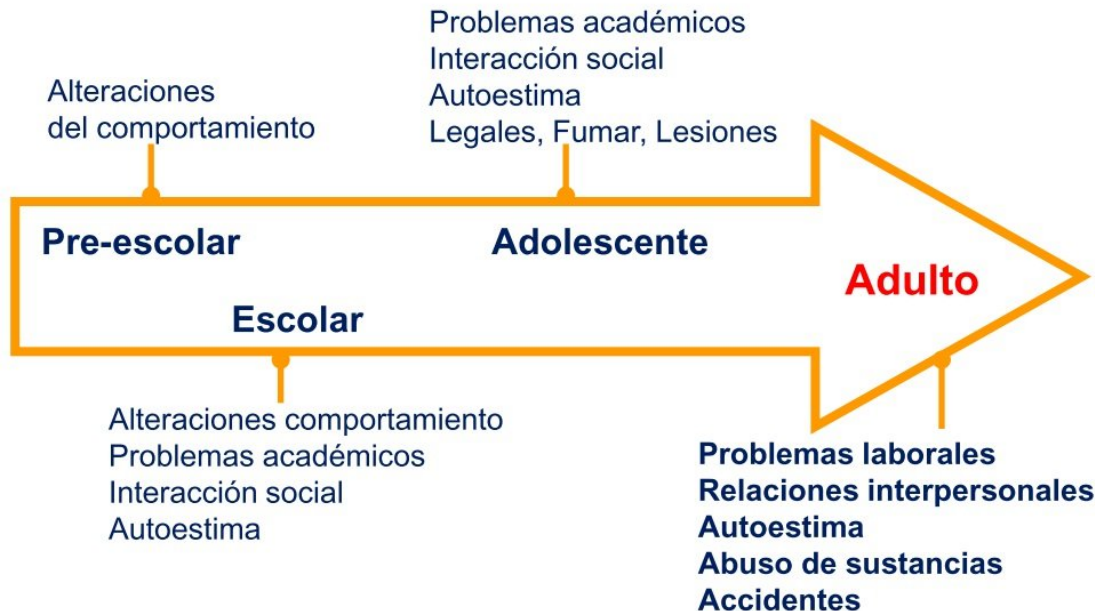 Problemas académicos
Interacción social
Autoestima
Legales, Fumar, Lesiones
Alteraciones
del comportamiento
Pre-escolar
Adolescente
Adulto
Escolar
Alteraciones comportamiento
Problemas académicos
Interacción social
Autoestima
Problemas laborales
Relaciones interpersonales
Autoestima
Abuso de sustancias
Accidentes